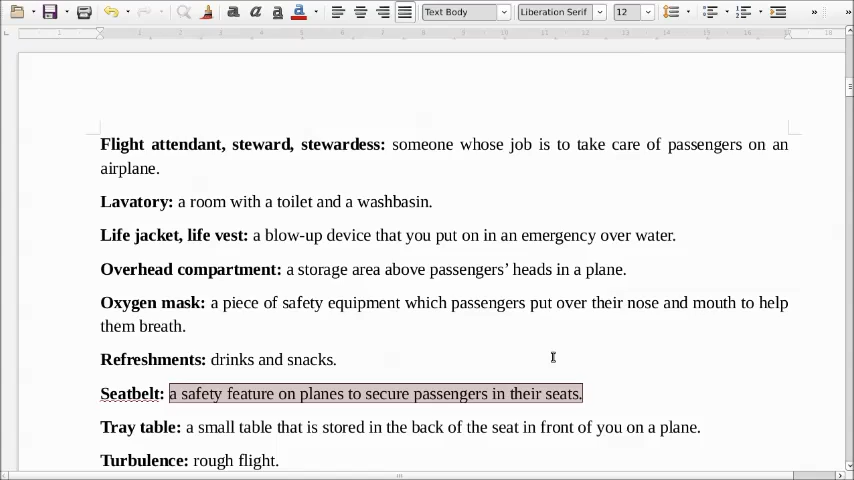 Text Body
Liberation Serif
12
Flight attendant, steward, stewardess: someone whose job is to take care of passengers on an
airplane.
Lavatory: a room with a toilet and a washbasin.
Life jacket, life vest: a blow-up device that you put on in an emergency over water.
Overhead compartment: a storage area above passengers’ heads in a plane.
Oxygen mask: a piece of safety equipment which passengers put over their nose and mouth to help
them breath.
Refreshments: drinks and snacks.
Seatbelt: a safety feature on planes to secure passengers in their seats.
Tray table: a small table that is stored in the back of the seat in front of you on a plane.
Turbulence: rough flight.